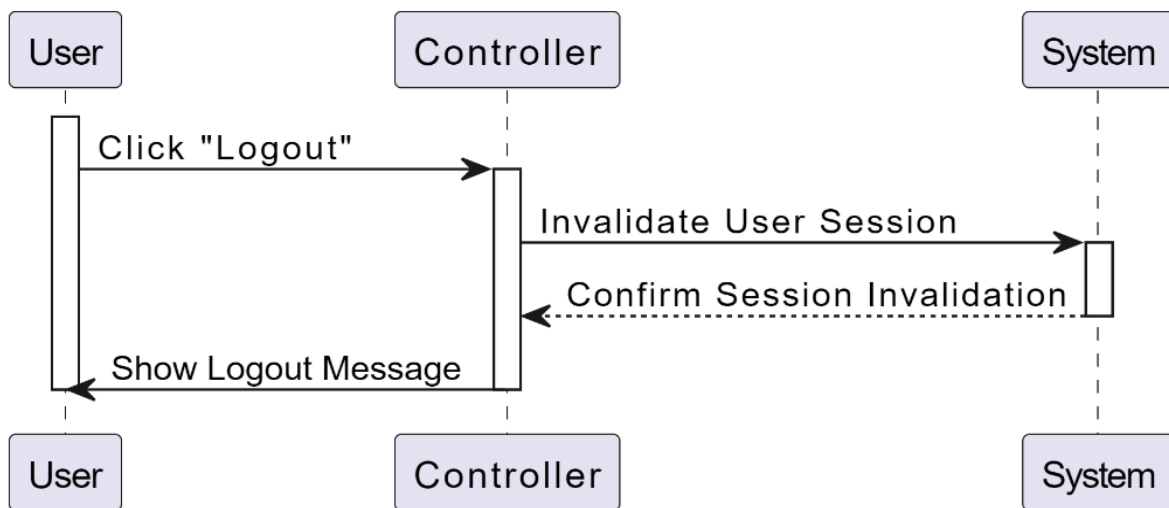 User
Controller
System
Click "Logout"
Invalidate User Session
Confirm Session Invalidation
Show Logout Message
User
Controller
System